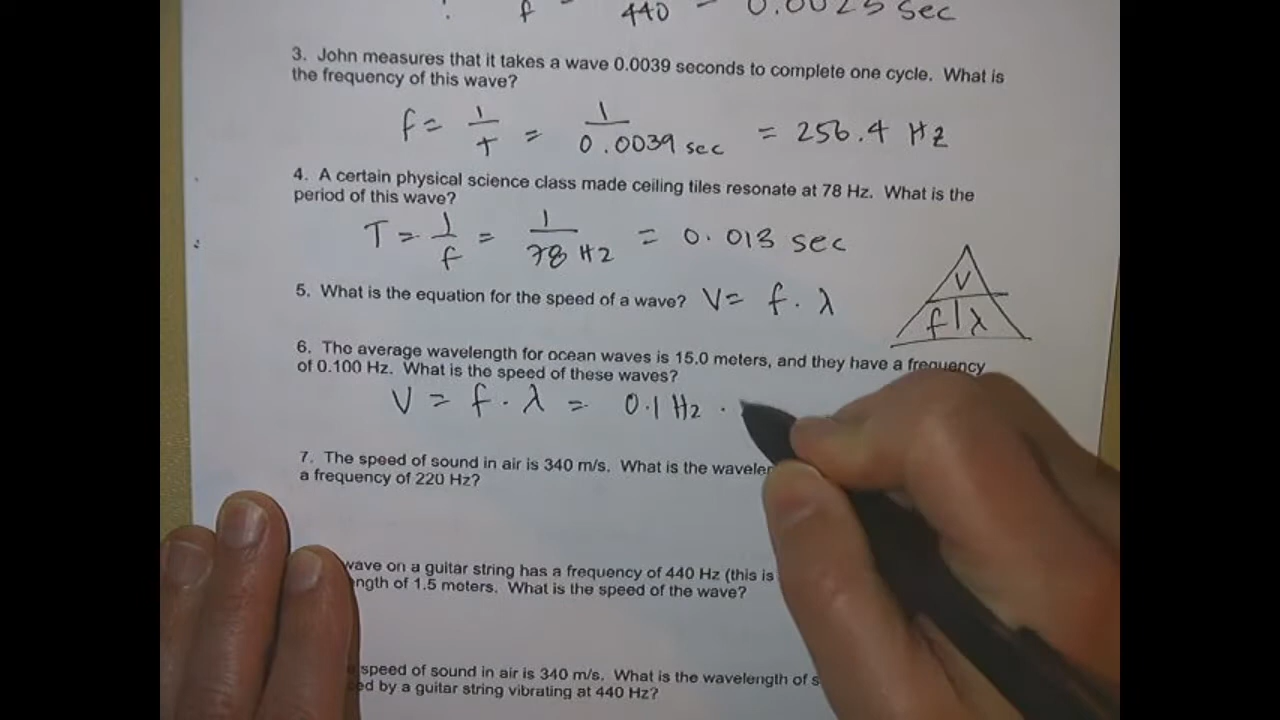 f = 440 = 0.0025 sec
3. John measures that it takes a wave 0.0039 seconds to complete one cycle. What is
the frequency of this wave?
f = 1/T = 1/0.0039 sec = 256.4 Hz
4. A certain physical science class made ceiling tiles resonate at 78 Hz. What is the
period of this wave?
T = 1/f = 1/78 Hz = 0.013 sec
5. What is the equation for the speed of a wave? V = f · λ
V
f | λ
6. The average wavelength for ocean waves is 15.0 meters, and they have a frequency
of 0.100 Hz. What is the speed of these waves?
V = f · λ = 0.1 Hz ·
7. The speed of sound in air is 340 m/s. What is the
a frequency of 220 Hz?
wave on a guitar string has a frequency of 440 Hz (this is
of 1.5 meters. What is the speed of the wave?
speed of sound in air is 340 m/s. What is the wavelength of
by a guitar string vibrating at 440 Hz?